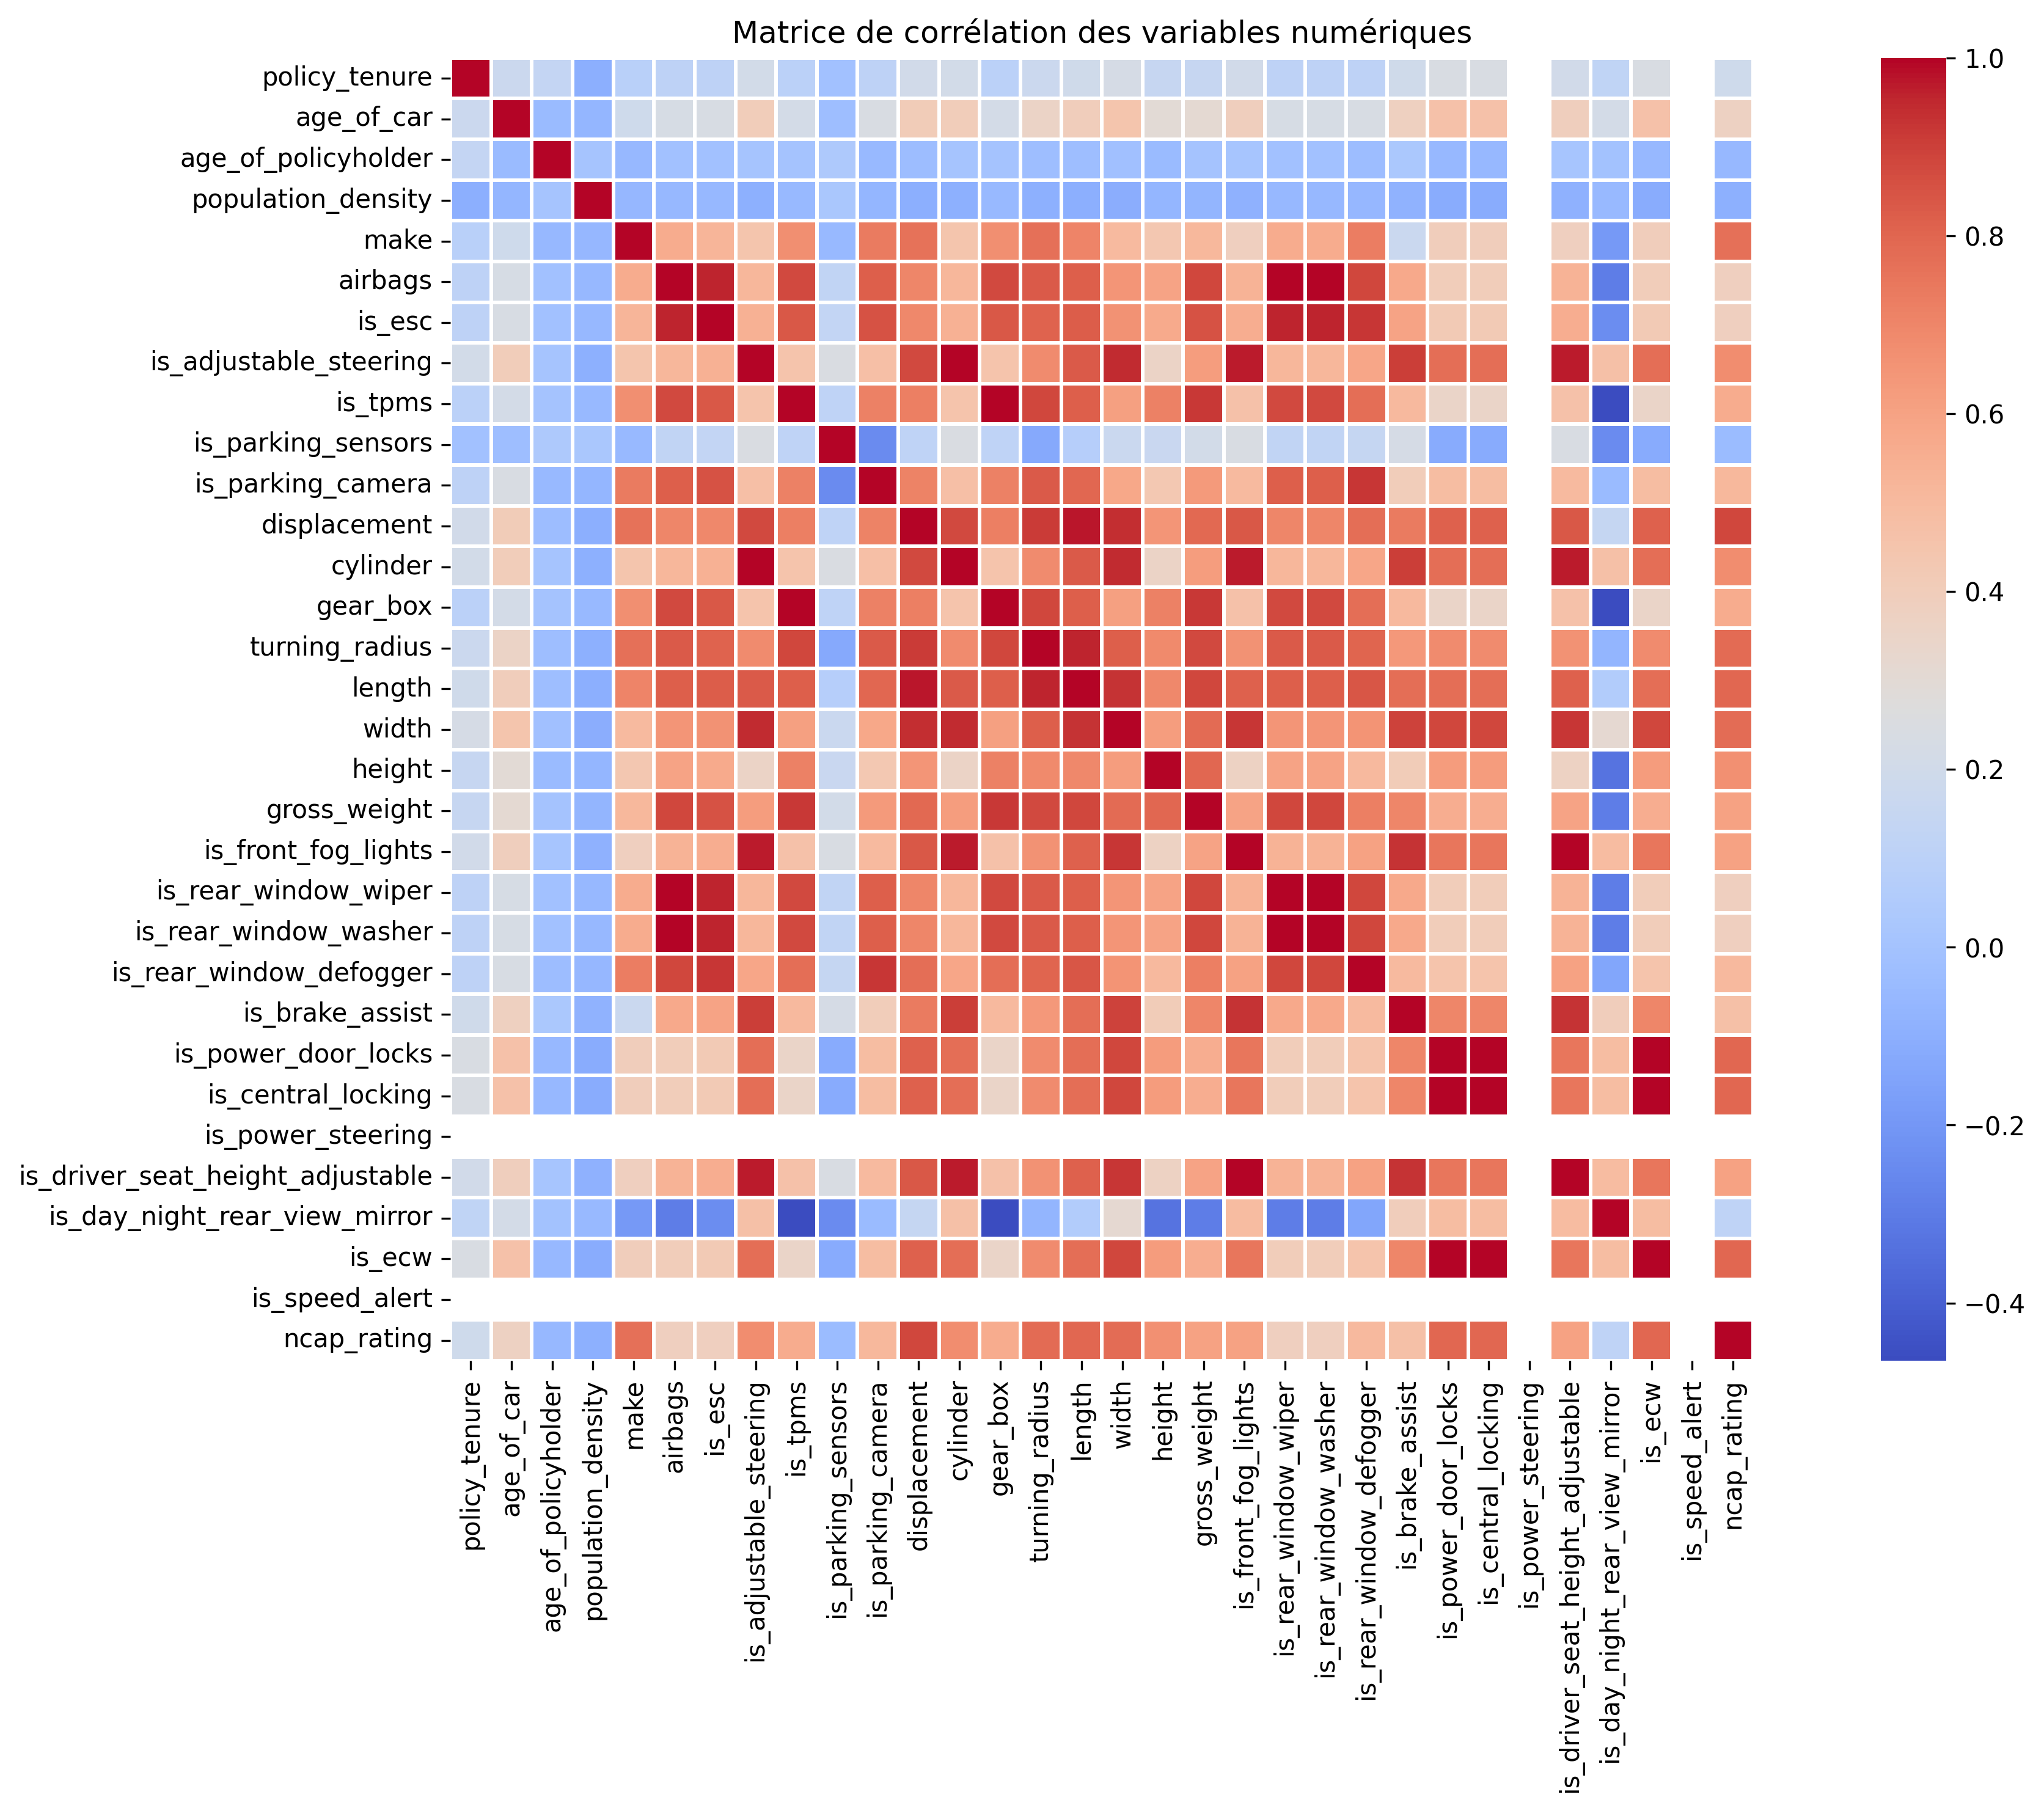 Matrice de corrélation des variables numériques
policy_tenure
age_of_car
age_of_policyholder
population_density
make
airbags
is_esc
is_adjustable_steering
is_tpms
is_parking_sensors
is_parking_camera
displacement
cylinder
gear_box
turning_radius
length
width
height
gross_weight
is_front_fog_lights
is_rear_window_wiper
is_rear_window_washer
is_rear_window_defogger
is_brake_assist
is_power_door_locks
is_central_locking
is_power_steering
is_driver_seat_height_adjustable
is_day_night_rear_view_mirror
is_ecw
is_speed_alert
ncap_rating
policy_tenure
age_of_car
age_of_policyholder
population_density
make
airbags
is_esc
is_adjustable_steering
is_tpms
is_parking_sensors
is_parking_camera
displacement
cylinder
gear_box
turning_radius
length
width
height
gross_weight
is_front_fog_lights
is_rear_window_wiper
is_rear_window_washer
is_rear_window_defogger
is_brake_assist
is_power_door_locks
is_central_locking
is_power_steering
is_driver_seat_height_adjustable
is_day_night_rear_view_mirror
is_ecw
is_speed_alert
ncap_rating
1.0
0.8
0.6
0.4
0.2
0.0
−0.2
−0.4